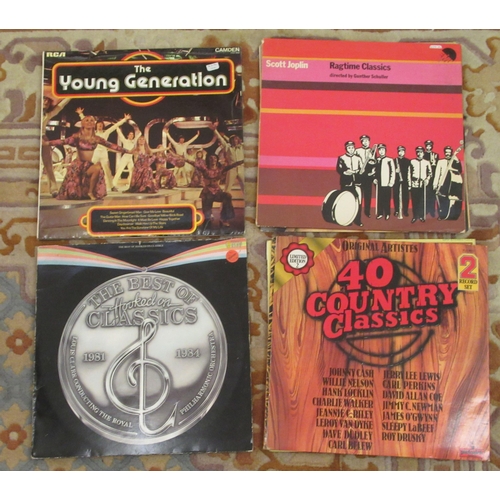 RCA
CAMDEN
The
Young Generation
Scott Joplin
Ragtime Classics
directed by Gunther Schuller
THE BEST OF
Hooked on
CLASSICS
1981
1984
LOUIS CLARK CONDUCTING THE ROYAL PHILHARMONIC ORCHESTRA
ORIGINAL ARTISTES
LIMITED
EDITION
40
COUNTRY
Classics
2
RECORD
SET
JOHNNY CASH
WILLIE NELSON
HANK LOCKLIN
CHARLIE WALKER
JEANNIE C. RILEY
LEROY VAN DYKE
DAVE DUDLEY
CARL BELEW
JERRY LEE LEWIS
CARL PERKINS
DAVID ALLAN COE
JIMMY C. NEWMAN
JAMES O'GWYNN
SLEEPY LaBEEF
ROY DRUSKY